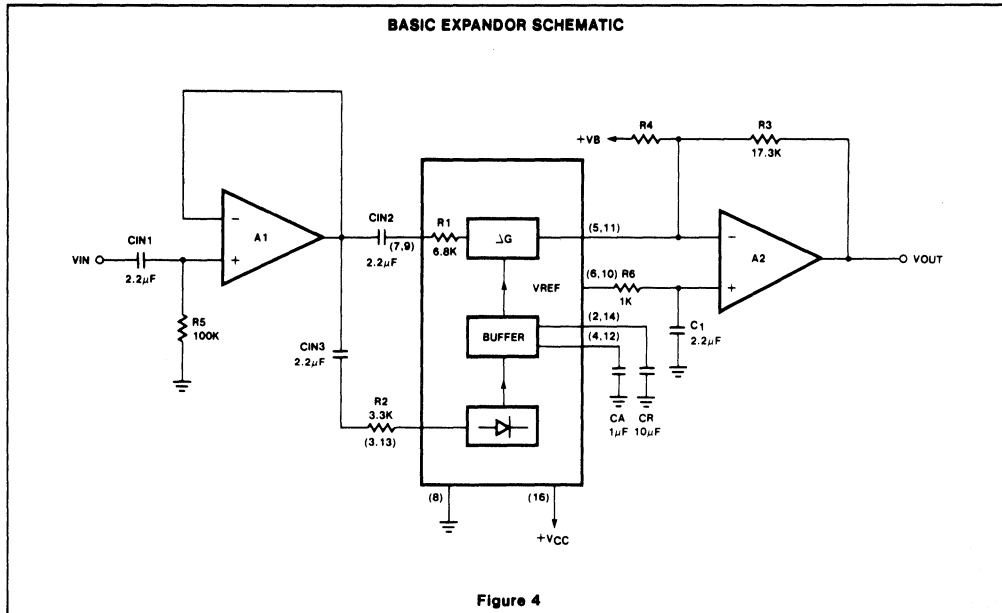 BASIC EXPANDOR SCHEMATIC
R4
R3
+VB
17.3K
CIN2
R1
ΔG
(5,11)
−
A1
(7,9)
6.8K
−
CIN1
2.2µF
A2
VIN
+
VOUT
2.2µF
(6,10) R6
+
VREF
1K
R5
100K
CIN3
BUFFER
(2,14)
C1
2.2µF
(4,12)
2.2µF
R2
3.3K
(3.13)
CA
CR
1µF
10µF
(8)
(16)
+VCC
Figure 4